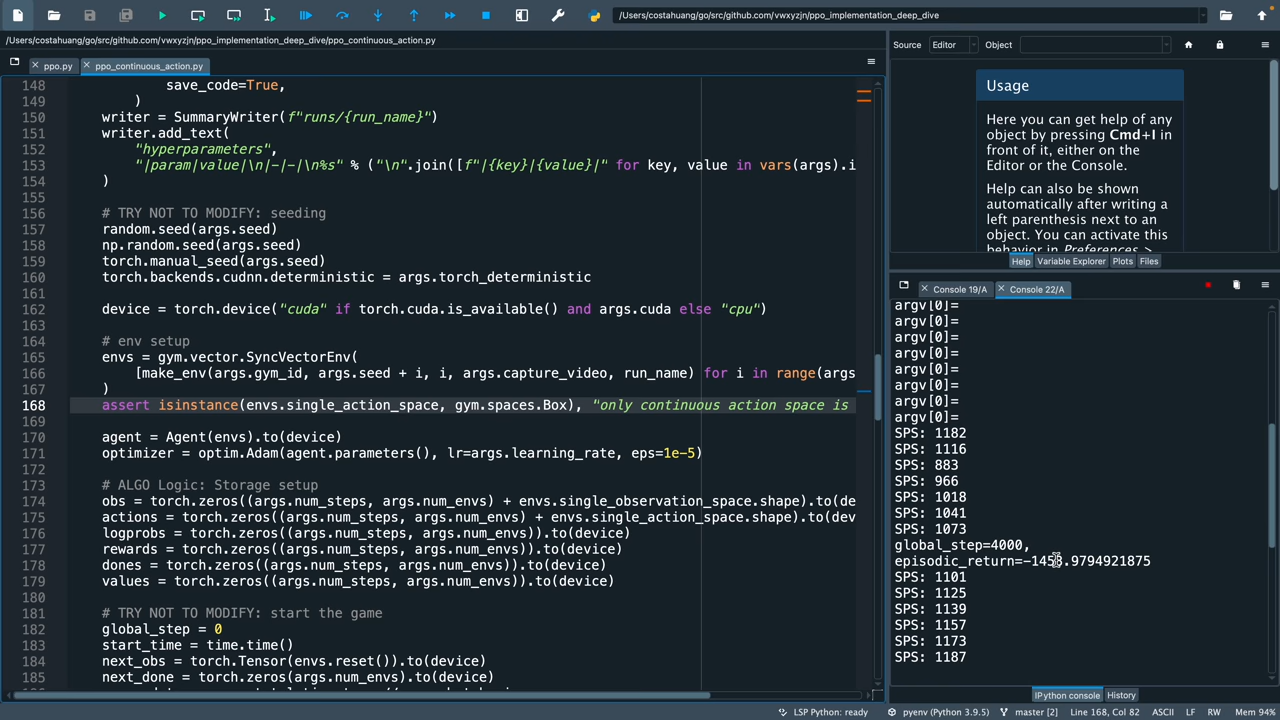 /Users/costahuang/go/src/github.com/vwxyzjn/ppo_implementation_deep_dive
/Users/costahuang/go/src/github.com/vwxyzjn/ppo_implementation_deep_dive/ppo_continuous_action.py
ppo.py
ppo_continuous_action.py
148 save_code=True,
149 )
150 writer = SummaryWriter(f"runs/{run_name}")
151 writer.add_text(
152 "hyperparameters",
153 "|param|value|\n|-|-|\n%s" % ("\n".join([f"|{key}|{value}|" for key, value in vars(args).i
154 )
155
156 # TRY NOT TO MODIFY: seeding
157 random.seed(args.seed)
158 np.random.seed(args.seed)
159 torch.manual_seed(args.seed)
160 torch.backends.cudnn.deterministic = args.torch_deterministic
161
162 device = torch.device("cuda" if torch.cuda.is_available() and args.cuda else "cpu")
163
164 # env setup
165 envs = gym.vector.SyncVectorEnv(
166 [make_env(args.gym_id, args.seed + i, i, args.capture_video, run_name) for i in range(args
167 )
168 assert isinstance(envs.single_action_space, gym.spaces.Box), "only continuous action space is
169
170 agent = Agent(envs).to(device)
171 optimizer = optim.Adam(agent.parameters(), lr=args.learning_rate, eps=1e-5)
172
173 # ALGO Logic: Storage setup
174 obs = torch.zeros((args.num_steps, args.num_envs) + envs.single_observation_space.shape).to(de
175 actions = torch.zeros((args.num_steps, args.num_envs) + envs.single_action_space.shape).to(dev
176 logprobs = torch.zeros((args.num_steps, args.num_envs)).to(device)
177 rewards = torch.zeros((args.num_steps, args.num_envs)).to(device)
178 dones = torch.zeros((args.num_steps, args.num_envs)).to(device)
179 values = torch.zeros((args.num_steps, args.num_envs)).to(device)
180
181 # TRY NOT TO MODIFY: start the game
182 global_step = 0
183 start_time = time.time()
184 next_obs = torch.Tensor(envs.reset()).to(device)
185 next_done = torch.zeros(args.num_envs).to(device)
Source Editor Object
Usage
Here you can get help of any
object by pressing Cmd+I in
front of it, either on the
Editor or the Console.
Help can also be shown
automatically after writing a
left parenthesis next to an
object. You can activate this
behavior in Preferences >
Help Variable Explorer Plots Files
Console 19/A Console 22/A
argv[0]=
argv[0]=
argv[0]=
argv[0]=
argv[0]=
argv[0]=
argv[0]=
argv[0]=
SPS: 1182
SPS: 1116
SPS: 883
SPS: 966
SPS: 1018
SPS: 1041
SPS: 1073
global_step=4000,
episodic_return=-1453.9794921875
SPS: 1101
SPS: 1125
SPS: 1139
SPS: 1157
SPS: 1173
SPS: 1187
IPython console History
LSP Python: ready pyenv (Python 3.9.5) master [2] Line 168, Col 82 ASCII LF RW Mem 94%